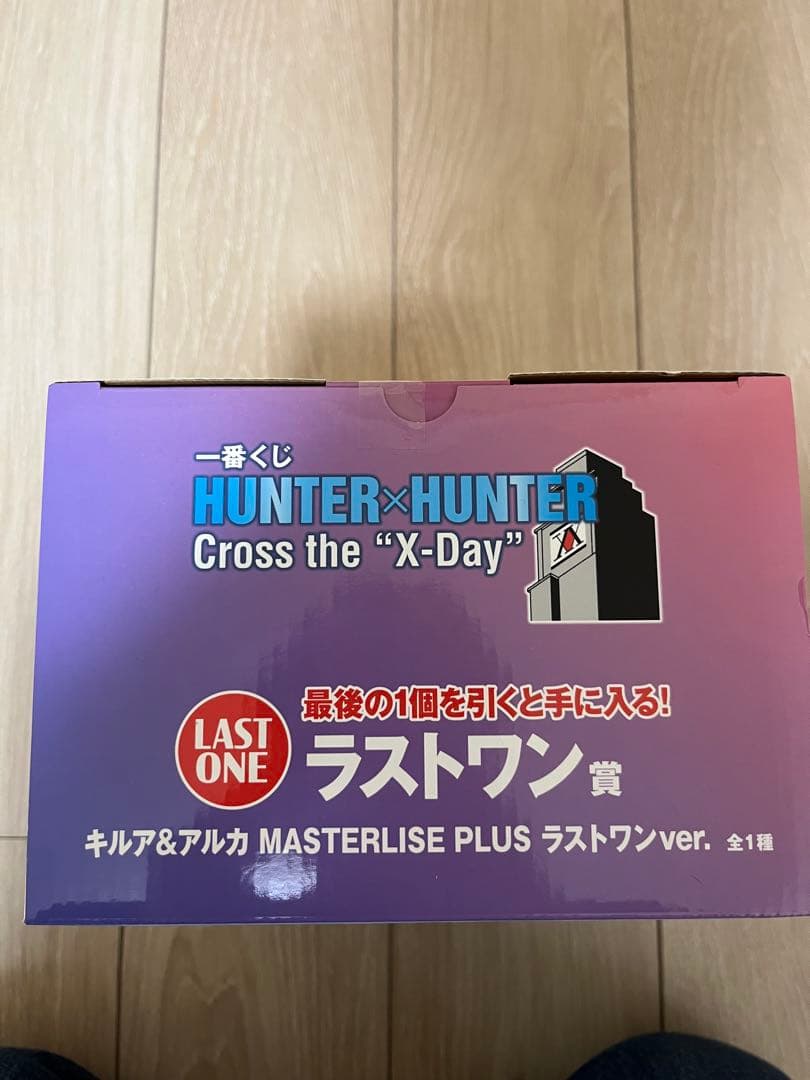 一番くじ
HUNTER×HUNTER
Cross the “X-Day”
LAST
ONE
最後の1個を引くと手に入る!
ラストワン賞
キルア&アルカ MASTERLISE PLUS ラストワンver. 全1種